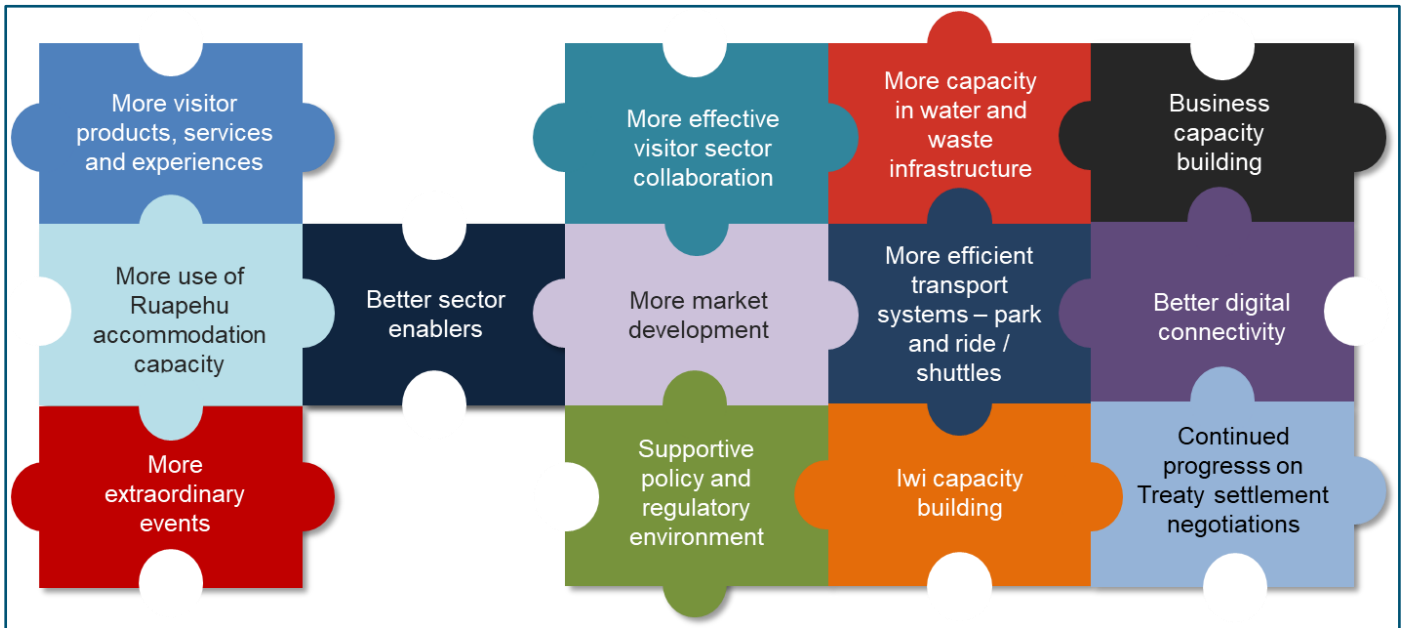 More visitor
products, services
and experiences
More effective
visitor sector
collaboration
More capacity
in water and
waste
infrastructure
Business
capacity
building
More use of
Ruapehu
accommodation
capacity
Better sector
enablers
More market
development
More efficient
transport
systems – park
and ride /
shuttles
Better digital
connectivity
More
extraordinary
events
Supportive
policy and
regulatory
environment
Iwi capacity
building
Continued
progresss on
Treaty settlement
negotiations